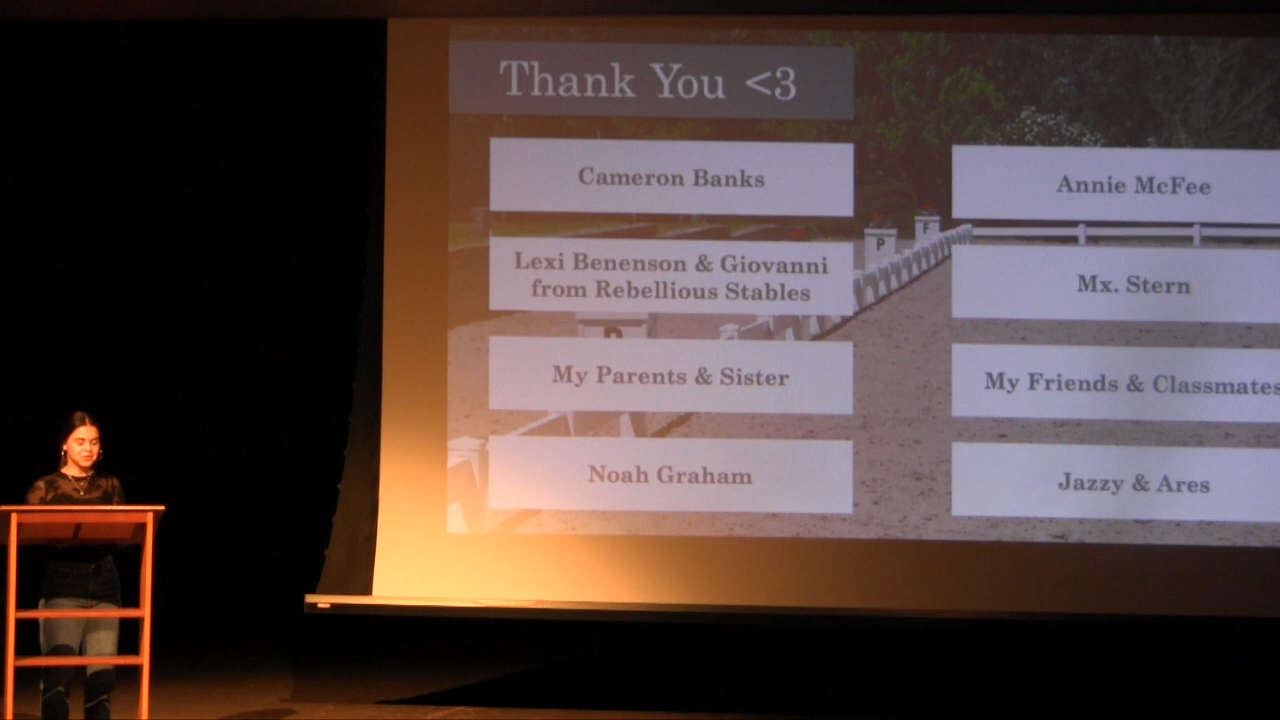 Thank You <3
Cameron Banks
Annie McFee
Lexi Benenson & Giovanni
from Rebellious Stables
Mx. Stern
My Parents & Sister
My Friends & Classmates
Noah Graham
Jazzy & Ares
P
F